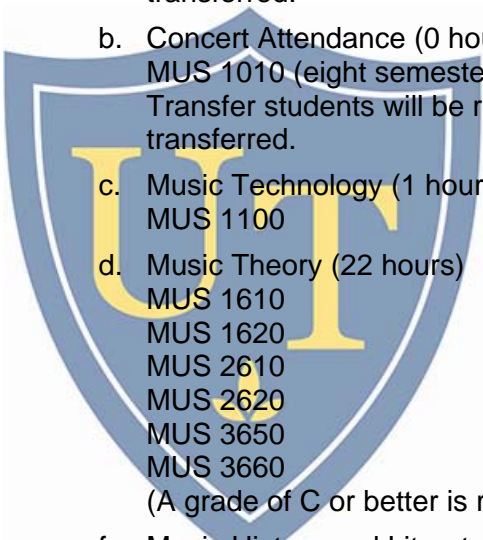 transferred.
b. Concert Attendance (0
MUS 1010 (eight
Transfer students will be
transferred.
c. Music Technology (1 hour
MUS 1100
d. Music Theory (22 hours)
MUS 1610
MUS 1620
MUS 2610
MUS 2620
MUS 3650
MUS 3660
(A grade of C or better is
UT